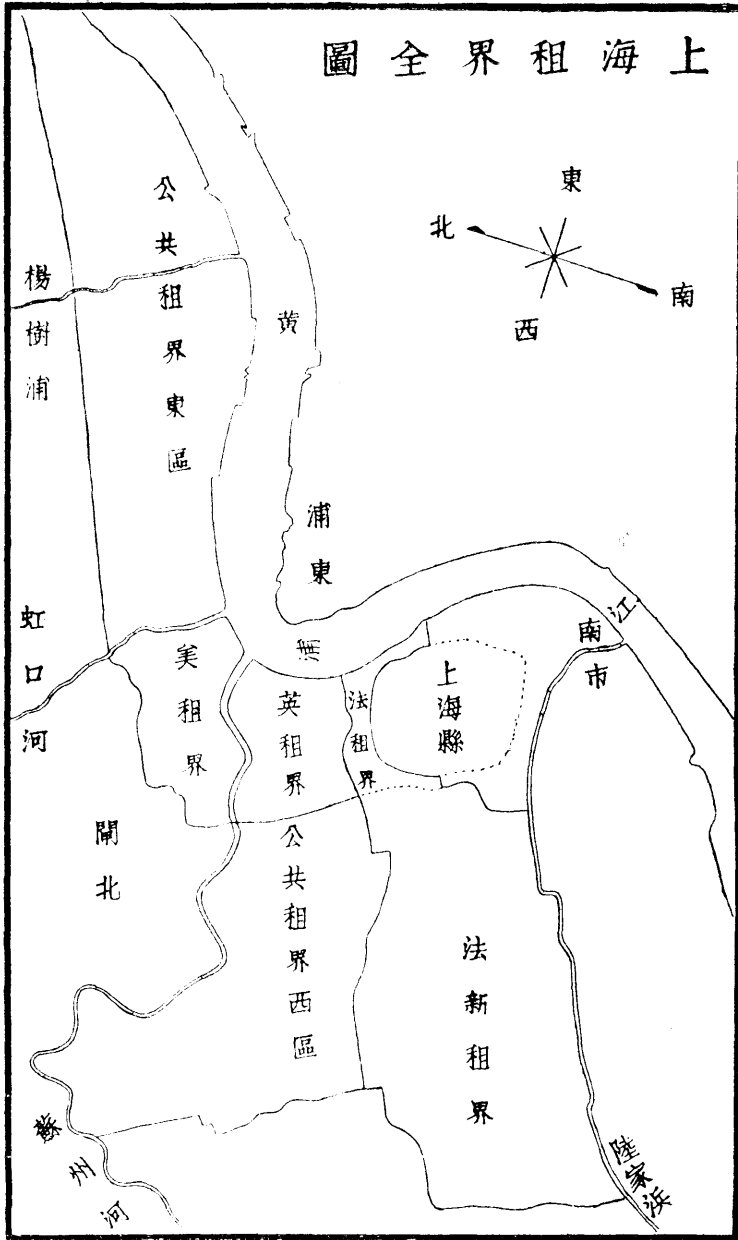 上海租界全圖
東
北
南
西
公共租界東區
楊樹浦
黃浦江
浦東
虹口河
美租界
英租界
法租界
上海縣
南市
閘北
公共租界西區
法新租界
蘇州河
陸家浜